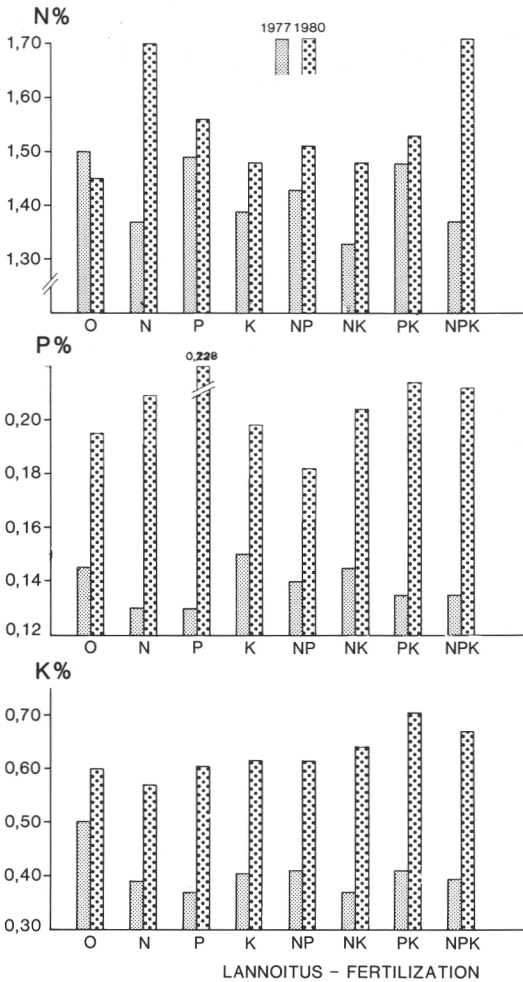 N%
1977 1980
1,70
1,60
1,50
1,40
1,30
O N P K NP NK PK NPK
P%
0,228
0,20
0,18
0,16
0,14
0,12
O N P K NP NK PK NPK
K%
0,70
0,60
0,50
0,40
0,30
O N P K NP NK PK NPK
LANNOITUS – FERTILIZATION